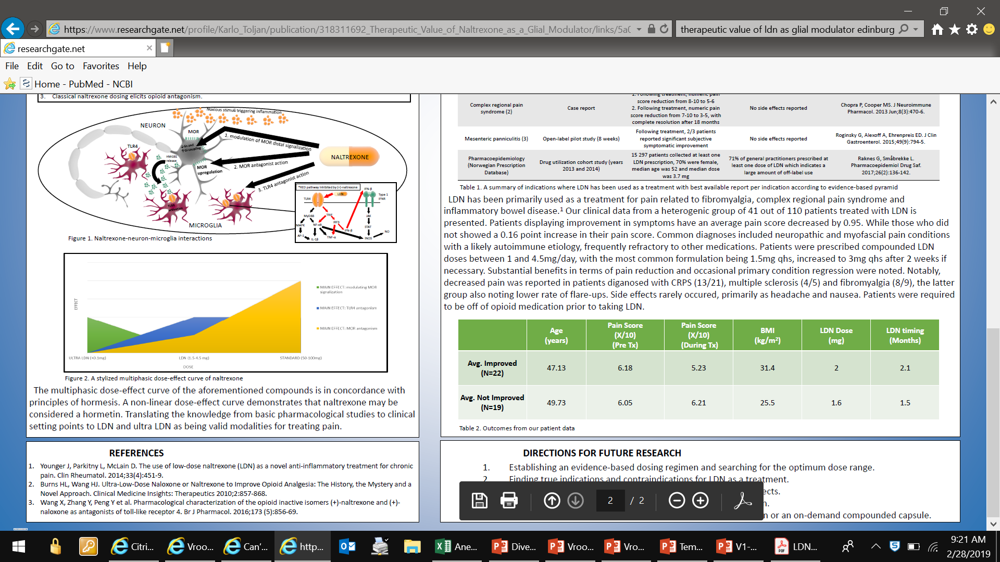 https://www.researchgate.net/profile/Karlo_Toljan/publication/318311692_Therapeutic_Value_of_Naltrexone_as_a_Glial_Modulator/links/5a0
therapeutic value of ldn as glial modulator edinburg
researchgate.net
File Edit Go to Favorites Help
Home - PubMed - NCBI
3. Classical naltrexone dosing elicits opioid antagonism.
Noxious stimuli triggering inflammation
NEURON
MOR
1. modulation of MOR distal signalization
TLR4
↓Gs and
↑Gi coupling
HMGB1
release
NALTREXONE
MOR
upregulation
2. MOR antagonist action
3. TLR4 antagonist action
TLR4
activation
MICROGLIA
*RED pathway inhibited by (+)-naltrexone
LDN
IFN-β
TLR4
Type 1
IFNR
MyD88
TRIF
JAK
MAPK
NF-κB
IRF3
STAT
IFN-β
NO
AP-1
IL-1β
TNF-α
iNOS
Figure 1. Naltrexone-neuron-microglia interactions
EFFECT
MAIN EFFECT: modulating MOR
signalization
MAIN EFFECT: TLR4 antagonism
MAIN EFFECT: MOR antagonism
ULTRA LDN (<0.1mg) LDN (1.5-4.5 mg) STANDARD (50-100mg)
DOSE
Figure 2. A stylized multiphasic dose-effect curve of naltrexone
The multiphasic dose-effect curve of the aforementioned compounds is in concordance with
principles of hormesis. A non-linear dose-effect curve demonstrates that naltrexone may be
considered a hormetin. Translating the knowledge from basic pharmacological studies to clinical
setting points to LDN and ultra LDN as being valid modalities for treating pain.
REFERENCES
1. Younger J, Parkitny L, McLain D. The use of low-dose naltrexone (LDN) as a novel anti-inflammatory treatment for chronic
pain. Clin Rheumatol. 2014;33(4):451-9.
2. Burns HL, Wang HJ. Ultra-Low-Dose Naloxone or Naltrexone to Improve Opioid Analgesia: The History, the Mystery and a
Novel Approach. Clinical Medicine Insights: Therapeutics 2010;2:857-868.
3. Wang X, Zhang Y, Peng Y et al. Pharmacological characterization of the opioid inactive isomers (+)-naltrexone and (+)-
naloxone as antagonists of toll-like receptor 4. Br J Pharmacol. 2016;173 (5):856-69.
Complex regional pain
syndrome (2)
Case report
1. Following treatment, numeric pain
score reduction from 8-10 to 5-6
2. Following treatment, numeric pain
score reduction from 7-10 to 3-5, with
complete resolution after 18 months
No side effects reported
Chopra P, Cooper MS. J Neuroimmune
Pharmacol. 2013 Jun;8(3):470-6.
Mesenteric panniculitis (3)
Open-label pilot study (8 weeks)
Following treatment, 2/3 patients
reported significant subjective
symptomatic improvement
No side effects reported
Roginsky G, Alexoff A, Ehrenpreis ED. J Clin
Gastroenterol. 2015;49(9):794-5.
Pharmacoepidemiology
(Norwegian Prescription
Database)
Drug utilization cohort study (years
2013 and 2014)
15 297 patients collected at least one
LDN prescription, 70% were female,
median age was 52 and median dose
was 3.7 mg
71% of general practitioners prescribed at
least one dose of LDN which indicates a
large amount of off-label use
Raknes G, Småbrekke L.
Pharmacoepidemiol Drug Saf.
2017;26(2):136-142.
Table 1. A summary of indications where LDN has been used as a treatment with best available report per indication according to evidence-based pyramid
LDN has been primarily used as a treatment for pain related to fibromyalgia, complex regional pain syndrome and
inflammatory bowel disease.¹ Our clinical data from a heterogenic group of 41 out of 110 patients treated with LDN is
presented. Patients displaying improvement in symptoms have an average pain score decreased by 0.95. While those who did
not showed a 0.16 point increase in their pain score. Common diagnoses included neuropathic and myofascial pain conditions
with a likely autoimmune etiology, frequently refractory to other medications. Patients were prescribed compounded LDN
doses between 1 and 4.5mg/day, with the most common formulation being 1.5mg qhs, increased to 3mg qhs after 2 weeks if
necessary. Substantial benefits in terms of pain reduction and occasional primary condition regression were noted. Notably,
decreased pain was reported in patients diganosed with CRPS (13/21), multiple sclerosis (4/5) and fibromyalgia (8/9), the latter
group also noting lower rate of flare-ups. Side effects rarely occured, primarily as headache and nausea. Patients were required
to be off of opioid medication prior to taking LDN.
Age
(years)
Pain Score
(X/10)
(Pre Tx)
Pain Score
(X/10)
(During Tx)
BMI
(kg/m²)
LDN Dose
(mg)
LDN timing
(Months)
Avg. Improved
(N=22)
47.13 6.18 5.23 31.4 2 2.1
Avg. Not Improved
(N=19)
49.73 6.05 6.21 25.5 1.6 1.5
Table 2. Outcomes from our patient data
DIRECTIONS FOR FUTURE RESEARCH
1. Establishing an evidence-based dosing regimen and searching for the optimum dose range.
2. Finding true indications and contraindications for LDN as a treatment.
ects.
n.
n or an on-demand compounded capsule.
2 / 2
Citri...
Vroo...
Can'...
http...
Ane...
Dive...
Vroo...
Vro...
Tem...
V1-...
LDN...
9:21 AM
2/28/2019